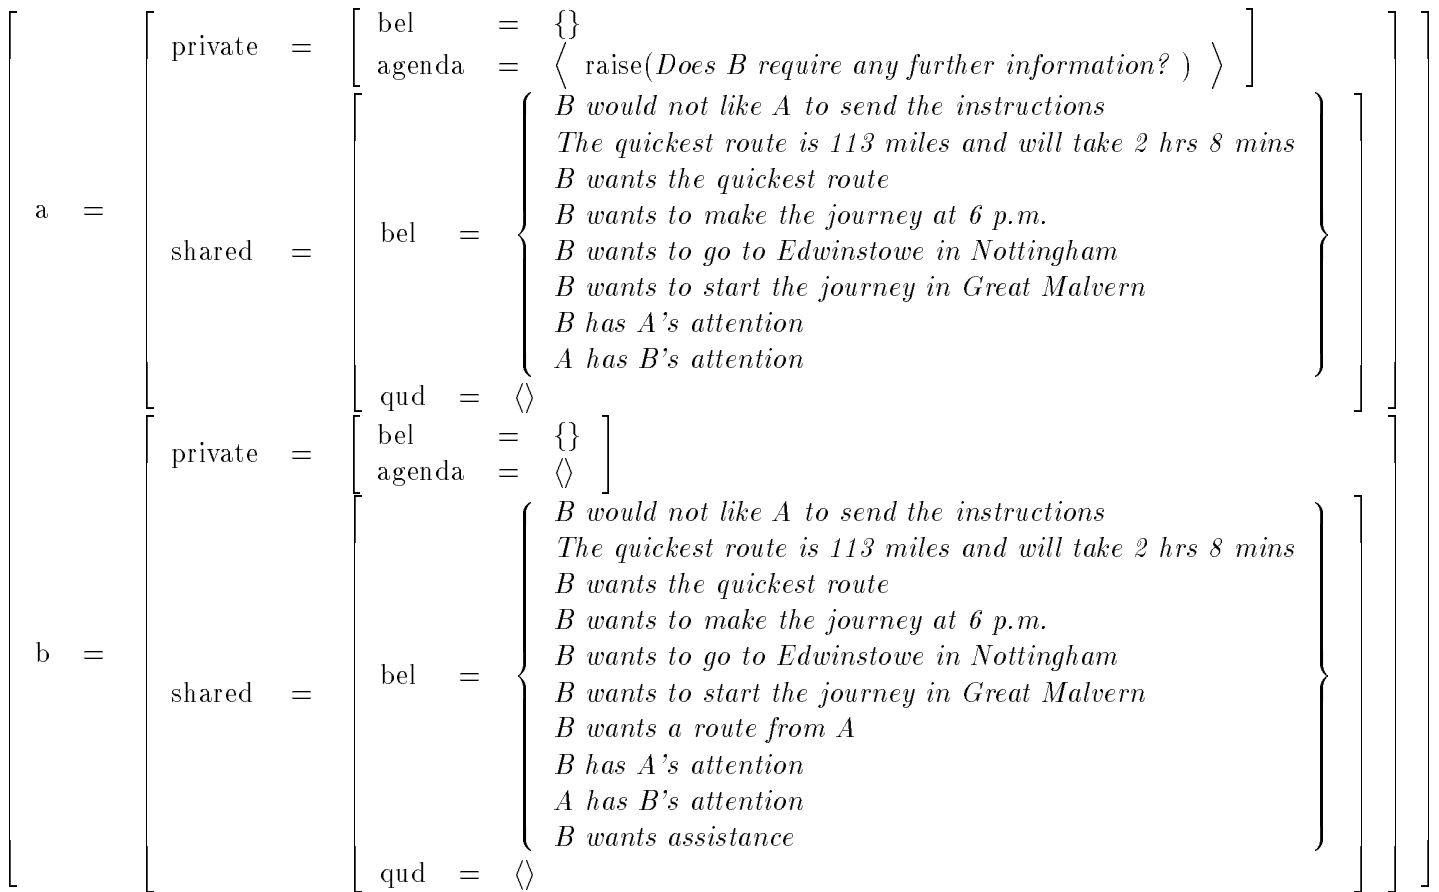 bel = {}
private =
agenda = ⟨ raise(Does B require any further information? ) ⟩
B would not like A to send the instructions
The quickest route is 113 miles and will take 2 hrs 8 mins
B wants the quickest route
a =
B wants to make the journey at 6 p.m.
shared = bel =
B wants to go to Edwinstowe in Nottingham
B wants to start the journey in Great Malvern
B has A's attention
A has B's attention
qud = ⟨⟩
bel = {}
private =
agenda = ⟨⟩
B would not like A to send the instructions
The quickest route is 113 miles and will take 2 hrs 8 mins
B wants the quickest route
B wants to make the journey at 6 p.m.
b =
B wants to go to Edwinstowe in Nottingham
shared = bel =
B wants to start the journey in Great Malvern
B wants a route from A
B has A's attention
A has B's attention
B wants assistance
qud = ⟨⟩